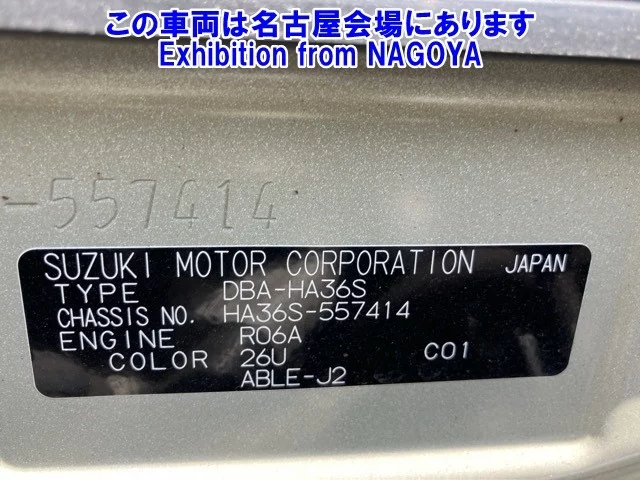 この車両は名古屋会場にあります
Exhibition from NAGOYA
-557414
SUZUKI MOTOR CORPORATION JAPAN
TYPE DBA-HA36S
CHASSIS NO. HA36S-557414
ENGINE R06A
COLOR 26U C01
ABLE-J2